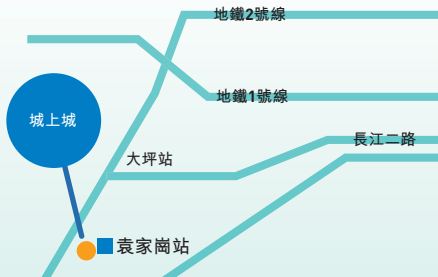 地鐵2號線
地鐵1號線
城上城
長江二路
大坪站
袁家崗站